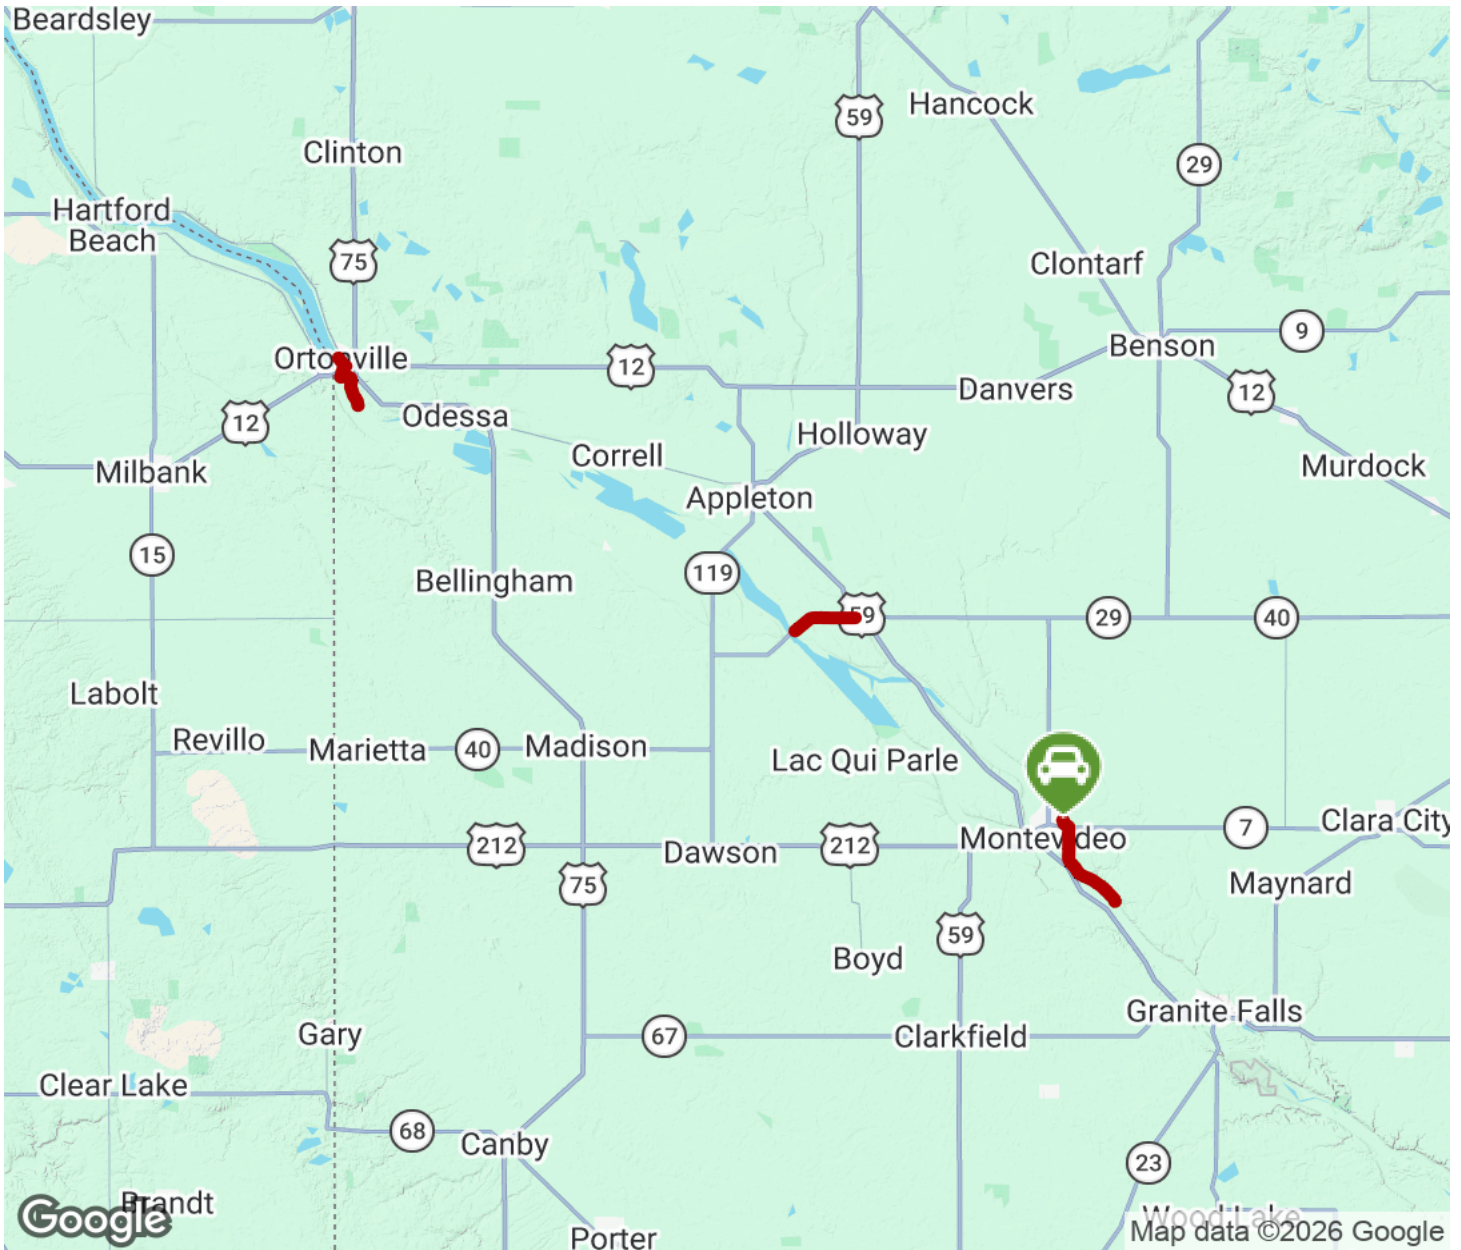 Beardsley
59
Hancock
Clinton
29
Hartford
Beach
75
Clontarf
9
Ortonville
12
Benson
12
Danvers
12
Odessa
Holloway
Correll
Murdock
Milbank
Appleton
15
119
Bellingham
59
29
40
Labolt
Revillo
Marietta
40
Madison
Lac Qui Parle
Montevideo
7
Clara City
212
Dawson
212
75
Maynard
59
Boyd
Granite Falls
Gary
67
Clarkfield
Clear Lake
68
Canby
23
Brandt
Wood Lake
Google
Porter
Map data ©2026 Google